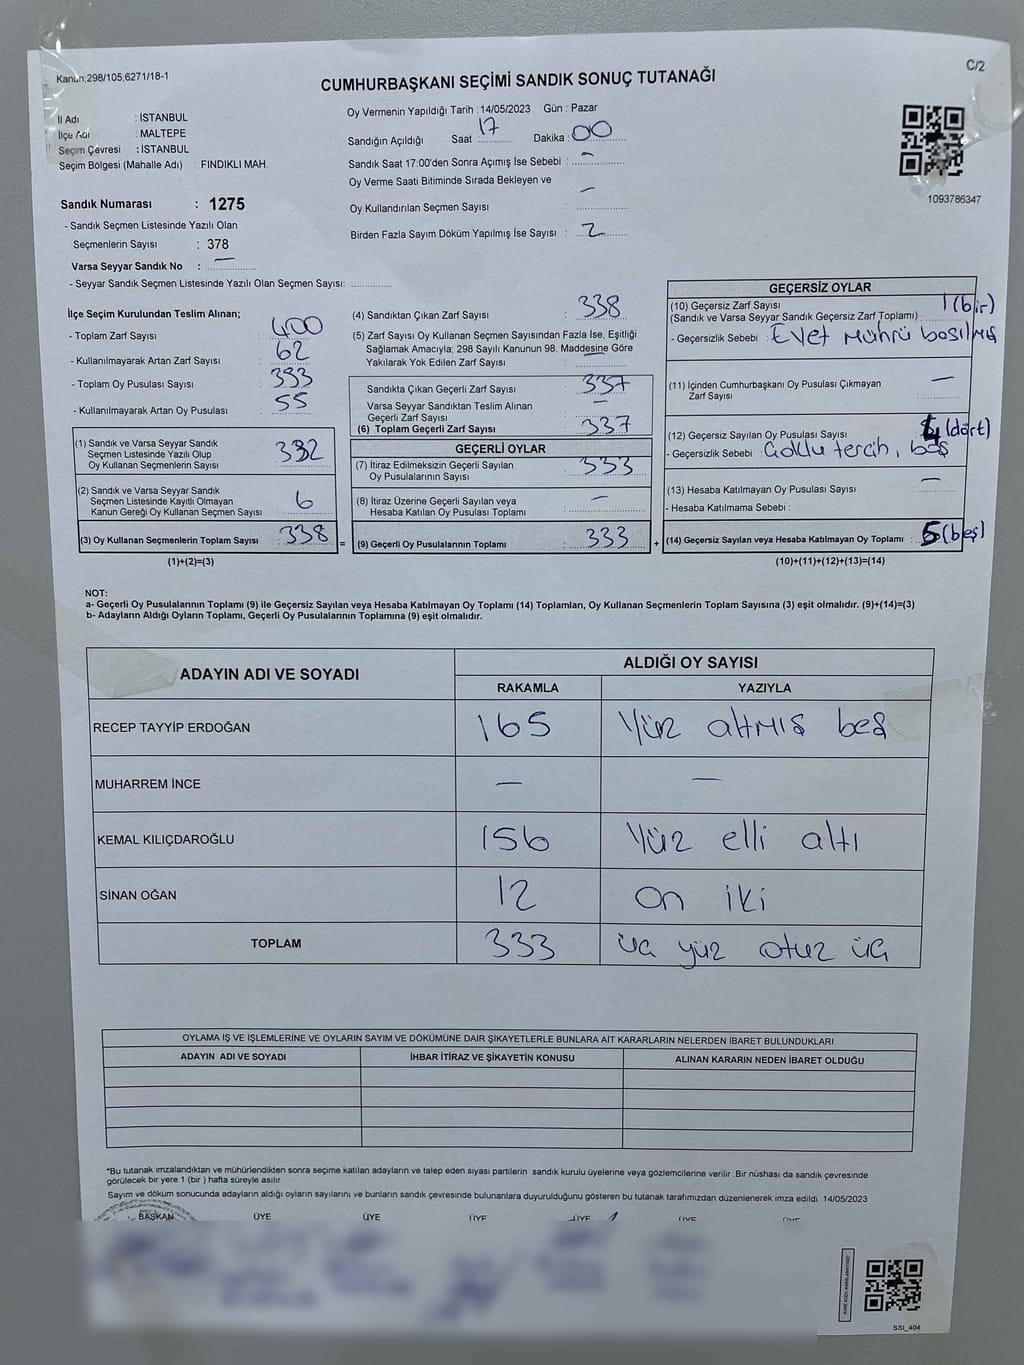 Kanun;298/105;6271/18-1
C/2
CUMHURBAŞKANI SEÇİMİ SANDIK SONUÇ TUTANAĞI
İl Adı : İSTANBUL
İlçe Adı : MALTEPE
Seçim Çevresi : İSTANBUL
Seçim Bölgesi (Mahalle Adı) : FINDIKLI MAH.
Oy Vermenin Yapıldığı Tarih : 14/05/2023 Gün : Pazar
Sandığın Açıldığı Saat 17 Dakika : 00
Sandık Saat 17:00'den Sonra Açımış İse Sebebi : -
Oy Verme Saati Bitiminde Sırada Bekleyen ve
Oy Kullandırılan Seçmen Sayısı : -
Birden Fazla Sayım Döküm Yapılmış İse Sayısı : 2
1093786347
Sandık Numarası : 1275
- Sandık Seçmen Listesinde Yazılı Olan
Seçmenlerin Sayısı : 378
Varsa Seyyar Sandık No : -
- Seyyar Sandık Seçmen Listesinde Yazılı Olan Seçmen Sayısı:
İlçe Seçim Kurulundan Teslim Alınan;
- Toplam Zarf Sayısı : 400
- Kullanılmayarak Artan Zarf Sayısı : 62
- Toplam Oy Pusulası Sayısı : 393
- Kullanılmayarak Artan Oy Pusulası : 55
(1) Sandık ve Varsa Seyyar Sandık
Seçmen Listesinde Yazılı Olup
Oy Kullanan Seçmenlerin Sayısı : 332
(2) Sandık ve Varsa Seyyar Sandık
Seçmen Listesinde Kayıtlı Olmayan
Kanun Gereği Oy Kullanan Seçmen Sayısı : 6
(3) Oy Kullanan Seçmenlerin Toplam Sayısı : 338
(1)+(2)=(3)
=
(4) Sandıktan Çıkan Zarf Sayısı : 338
(5) Zarf Sayısı Oy Kullanan Seçmen Sayısından Fazla İse, Eşitliği
Sağlamak Amacıyla; 298 Sayılı Kanunun 98. Maddesine Göre
Yakılarak Yok Edilen Zarf Sayısı : -
Sandıkta Çıkan Geçerli Zarf Sayısı : 337
Varsa Seyyar Sandıktan Teslim Alınan
Geçerli Zarf Sayısı : -
(6) Toplam Geçerli Zarf Sayısı : 337
GEÇERLİ OYLAR
(7) İtiraz Edilmeksizin Geçerli Sayılan
Oy Pusulalarının Sayısı : 333
(8) İtiraz Üzerine Geçerli Sayılan veya
Hesaba Katılan Oy Pusulası Toplamı : -
(9) Geçerli Oy Pusulalarının Toplamı : 333
+
GEÇERSİZ OYLAR
(10) Geçersiz Zarf Sayısı
(Sandık ve Varsa Seyyar Sandık Geçersiz Zarf Toplamı) : 1 (bir)
- Geçersizlik Sebebi : Evet Mührü basılmış
(11) İçinden Cumhurbaşkanı Oy Pusulası Çıkmayan
Zarf Sayısı : -
(12) Geçersiz Sayılan Oy Pusulası Sayısı : 4 (dört)
- Geçersizlik Sebebi : Çoklu tercih, boş
(13) Hesaba Katılmayan Oy Pusulası Sayısı : -
- Hesaba Katılmama Sebebi :
(14) Geçersiz Sayılan veya Hesaba Katılmayan Oy Toplamı : 5 (beş)
(10)+(11)+(12)+(13)=(14)
NOT:
a- Geçerli Oy Pusulalarının Toplamı (9) ile Geçersiz Sayılan veya Hesaba Katılmayan Oy Toplamı (14) Toplamları, Oy Kullanan Seçmenlerin Toplam Sayısına (3) eşit olmalıdır. (9)+(14)=(3)
b- Adayların Aldığı Oyların Toplamı, Geçerli Oy Pusulalarının Toplamına (9) eşit olmalıdır.
ADAYIN ADI VE SOYADI
ALDIĞI OY SAYISI
RAKAMLA YAZIYLA
RECEP TAYYİP ERDOĞAN 165 Yüz altmış beş
MUHARREM İNCE - -
KEMAL KILIÇDAROĞLU 156 Yüz elli altı
SİNAN OĞAN 12 on iki
TOPLAM 333 üç yüz otuz üç
OYLAMA İŞ VE İŞLEMLERİNE VE OYLARIN SAYIM VE DÖKÜMÜNE DAİR ŞİKAYETLERLE BUNLARA AİT KARARLARIN NELERDEN İBARET BULUNDUKLARI
ADAYIN ADI VE SOYADI İHBAR İTİRAZ VE ŞİKAYETİN KONUSU ALINAN KARARIN NEDEN İBARET OLDUĞU
*Bu tutanak imzalandıktan ve mühürlendikten sonra seçime katılan adayların ve talep eden siyasi partilerin sandık kurulu üyelerine veya gözlemcilerine verilir .Bir nüshası da sandık çevresinde
görülecek bir yere 1 (bir ) hafta süreyle asılır.
Sayım ve döküm sonucunda adayların aldığı oyların sayılarını ve bunların sandık çevresinde bulunanlara duyurulduğunu gösteren bu tutanak tarafımızdan düzenlenerek imza edildi. 14/05/2023
BAŞKAN ÜYE ÜYE ÜYE ÜYE ÜYE ÜYE
SSI_404